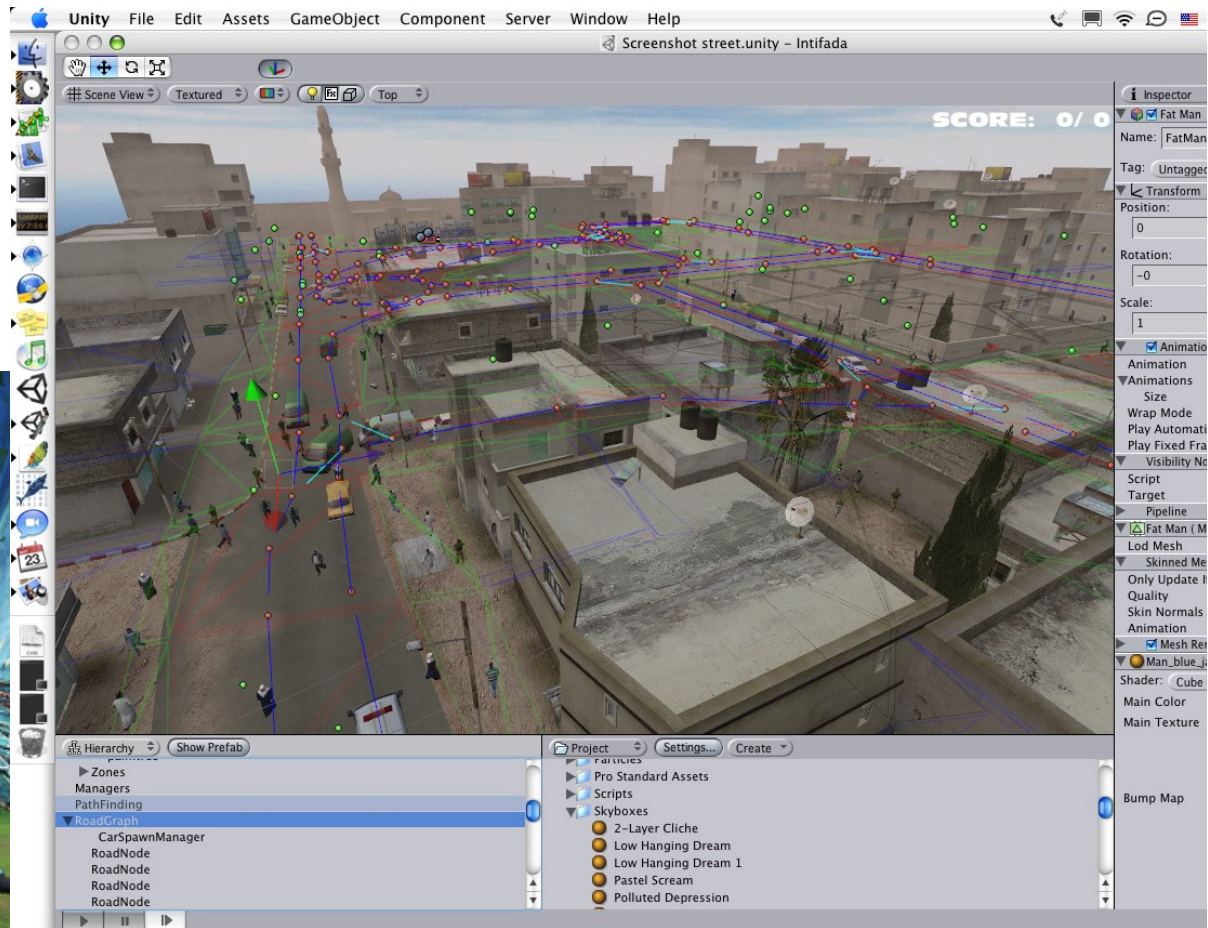 Unity File Edit Assets GameObject Component Server Window Help
Screenshot street.unity – Intifada
Scene View Textured Fx Top
SCORE: 0/ 0
Inspector
Fat Man
Name: FatMan
Tag: Untagged
Transform
Position:
0
Rotation:
-0
Scale:
1
Animatio
Animation
Animations
Size
Wrap Mode
Play Automati
Play Fixed Fra
Visibility No
Script
Target
Pipeline
Fat Man ( M
Lod Mesh
Skinned Me
Only Update If
Quality
Skin Normals
Animation
Mesh Ren
Man_blue_ja
Shader: Cube
Main Color
Main Texture
Bump Map
Hierarchy Show Prefab
Zones
Managers
PathFinding
RoadGraph
CarSpawnManager
RoadNode
RoadNode
RoadNode
RoadNode
Project Settings... Create
Particles
Pro Standard Assets
Scripts
Skyboxes
2-Layer Cliche
Low Hanging Dream
Low Hanging Dream 1
Pastel Scream
Polluted Depression
23